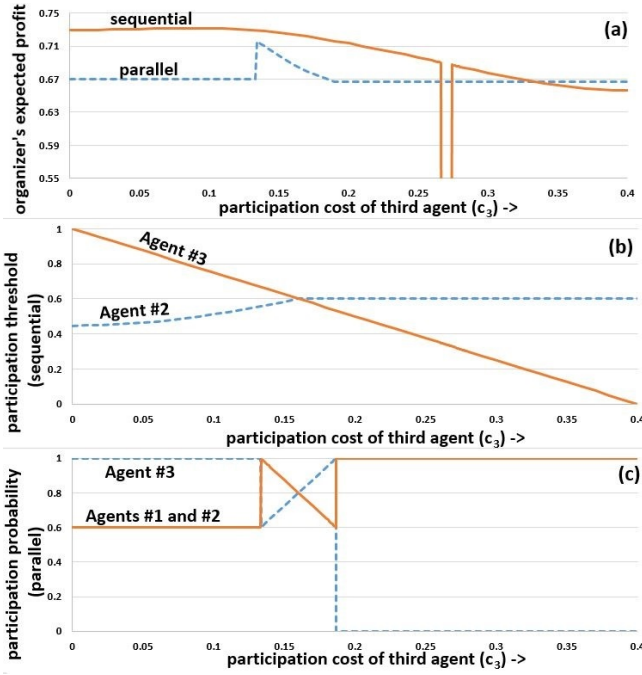 0.75
sequential
(a)
0.71
parallel
0.67
0.63
0.59
0.55
organizer's expected profit
0 0.05 0.1 0.15 0.2 0.25 0.3 0.35 0.4
participation cost of third agent (c₃) ->
1
Agent #3
(b)
0.8
0.6
Agent #2
0.4
0.2
0
participation threshold
(sequential)
0 0.05 0.1 0.15 0.2 0.25 0.3 0.35 0.4
participation cost of third agent (c₃) ->
1
Agent #3
(c)
0.8
Agents #1 and #2
0.6
0.4
0.2
0
participation probability
(parallel)
0 0.05 0.1 0.15 0.2 0.25 0.3 0.35 0.4
participation cost of third agent (c₃) ->